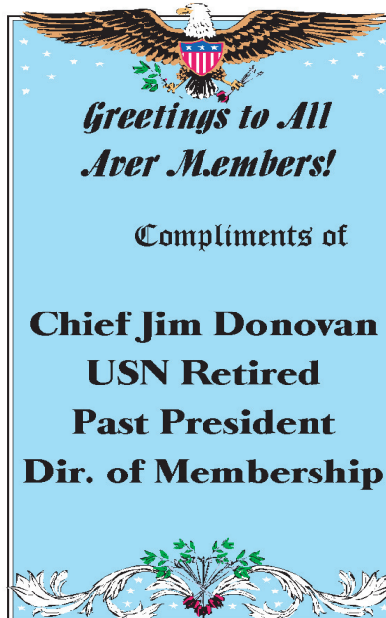 Greetings to All
Aver M.embers!
Compliments of
Chief Jim Donovan
USN Retired
Past President
Dir. of Membership